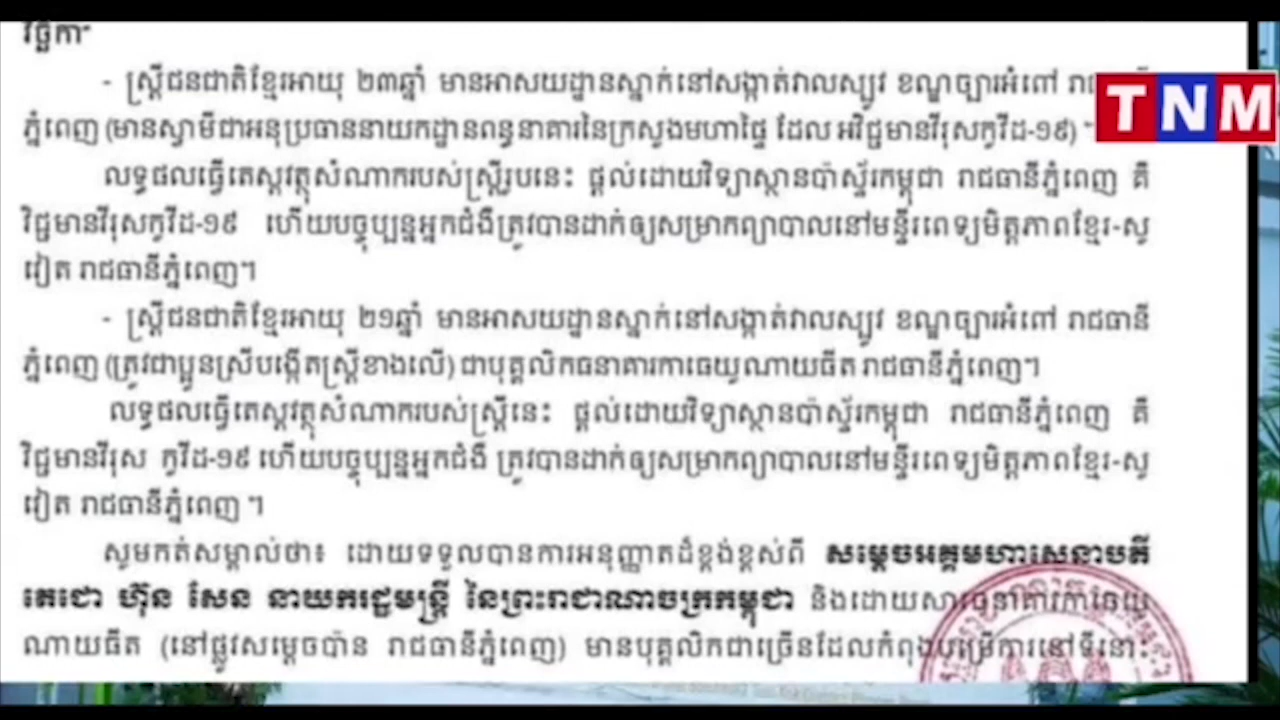 វិច្ឆិកា"
- ស្ត្រីជនជាតិខ្មែរអាយុ ២៣ឆ្នាំ មានអាសយដ្ឋានស្នាក់នៅសង្កាត់វាលស្បូវ ខណ្ឌច្បារអំពៅ
TNM
ភ្នំពេញ (មានស្វាមីជាអនុប្រធាននាយកដ្ឋានពន្ធនាគារនៃក្រសួងមហាផ្ទៃ ដែល អវិជ្ជមានវីរុសកូវីដ-១៩)
លទ្ធផលធ្វើតេស្តវត្ថុសំណាករបស់ស្ត្រីរូបនេះ ផ្តល់ដោយវិទ្យាស្ថានប៉ាស្ទ័រកម្ពុជា រាជធានីភ្នំពេញ គឺ
វិជ្ជមានវីរុសកូវីដ-១៩ ហើយបច្ចុប្បន្នអ្នកជំងឺត្រូវបានដាក់ឲ្យសម្រាកព្យាបាលនៅមន្ទីរពេទ្យមិត្តភាពខ្មែរ-សូ
វៀត រាជធានីភ្នំពេញ។
- ស្ត្រីជនជាតិខ្មែរអាយុ ២១ឆ្នាំ មានអាសយដ្ឋានស្នាក់នៅសង្កាត់វាលស្បូវ ខណ្ឌច្បារអំពៅ រាជធានី
ភ្នំពេញ (ត្រូវជាប្អូនស្រីបង្កើតស្ត្រីខាងលើ) ជាបុគ្គលិកធនាគារកាធេយូណាយធីត រាជធានីភ្នំពេញ។
លទ្ធផលធ្វើតេស្តវត្ថុសំណាករបស់ស្ត្រីនេះ ផ្តល់ដោយវិទ្យាស្ថានប៉ាស្ទ័រកម្ពុជា រាជធានីភ្នំពេញ គឺ
វិជ្ជមានវីរុស កូវីដ-១៩ ហើយបច្ចុប្បន្នអ្នកជំងឺ ត្រូវបានដាក់ឲ្យសម្រាកព្យាបាលនៅមន្ទីរពេទ្យមិត្តភាពខ្មែរ-សូ
វៀត រាជធានីភ្នំពេញ ។
សូមកត់សម្គាល់ថា៖ ដោយទទួលបានការអនុញ្ញាតដ៏ខ្ពង់ខ្ពស់ពី សម្តេចអគ្គមហាសេនាបតី
តេជោ ហ៊ុន សែន នាយករដ្ឋមន្ត្រី នៃព្រះរាជាណាចក្រកម្ពុជា និងដោយសារធនាគារកាធេយូ
ណាយធីត (នៅផ្លូវសម្តេចប៉ាន រាជធានីភ្នំពេញ) មានបុគ្គលិកជាច្រើនដែលកំពុងបម្រើការនៅទីនោះ